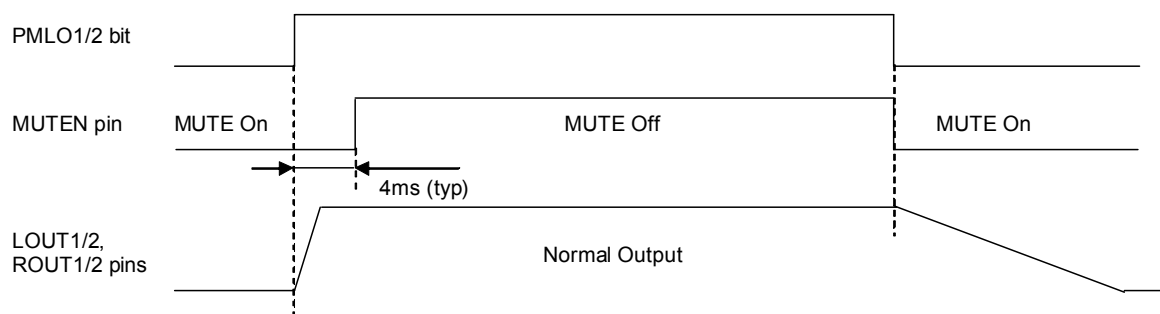 PMLO1/2 bit
MUTEN pin
MUTE On
MUTE Off
MUTE On
4ms (typ)
LOUT1/2,
ROUT1/2 pins
Normal Output